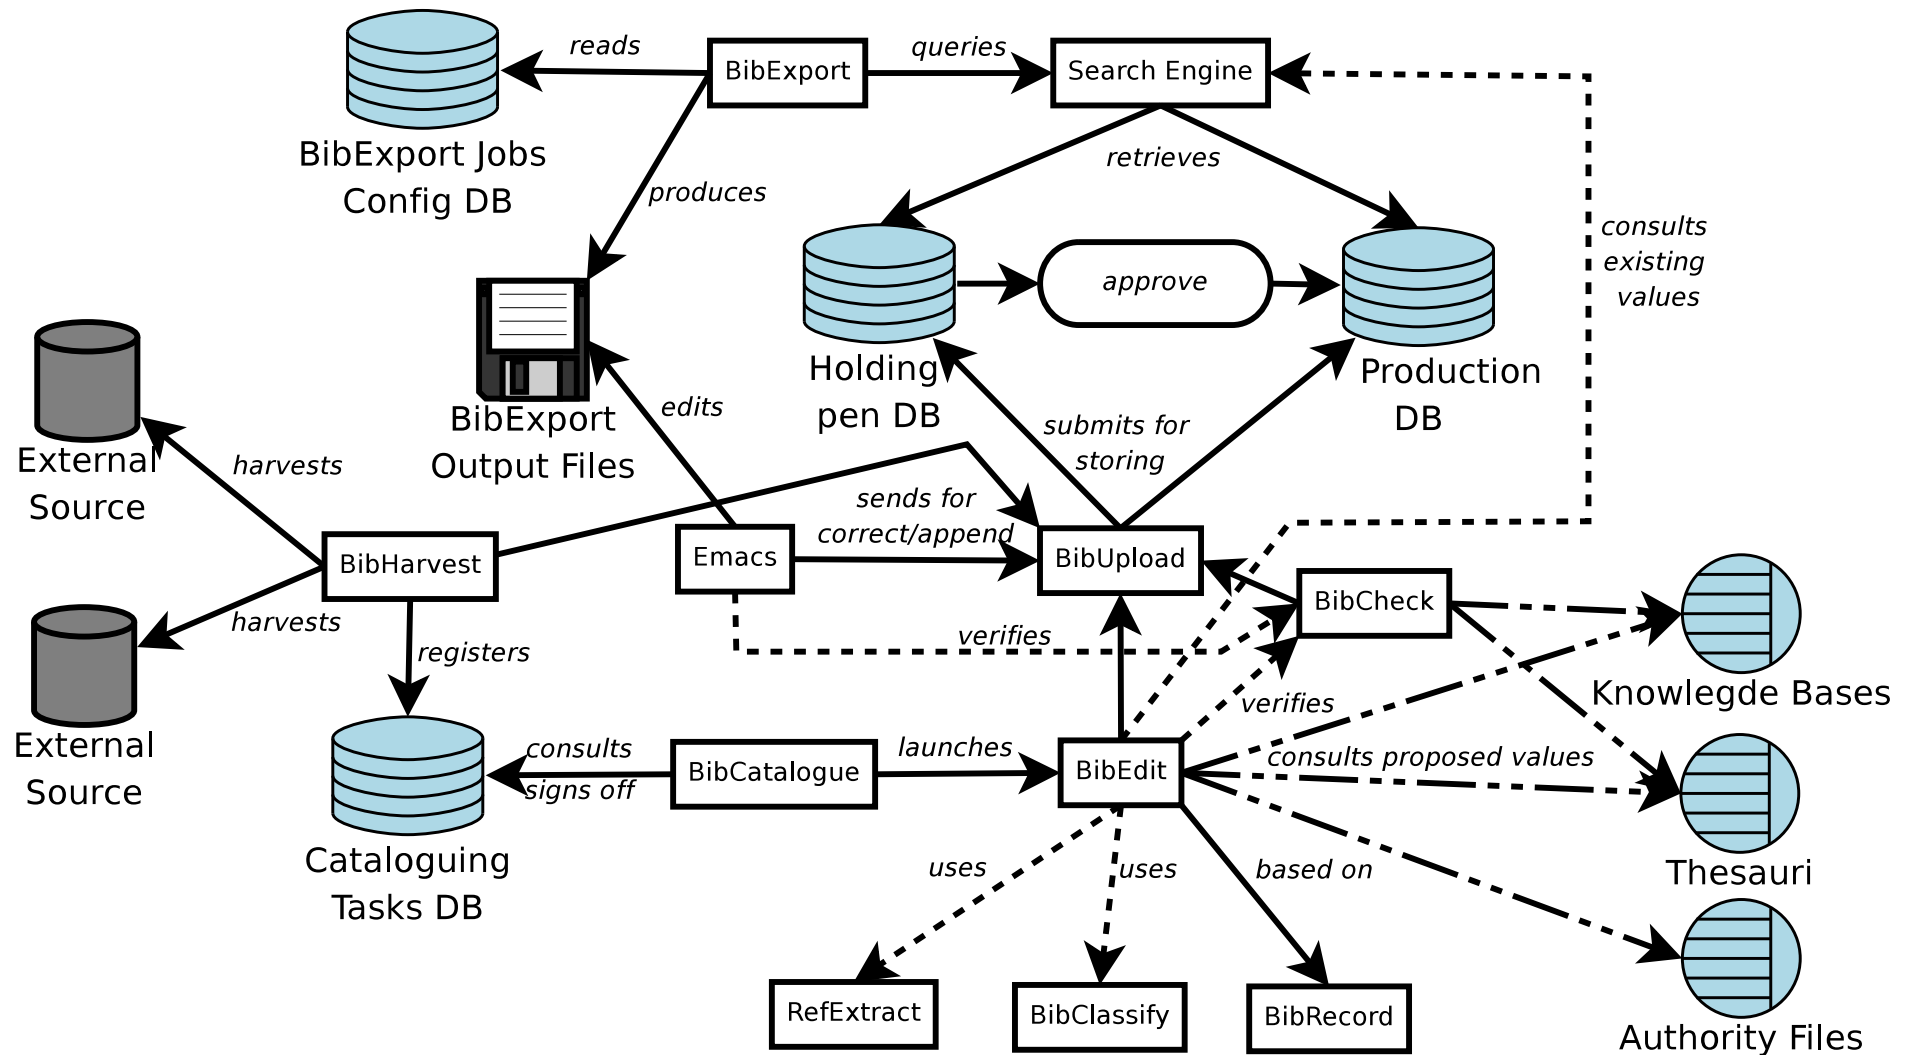 reads
BibExport
queries
Search Engine
BibExport Jobs
Config DB
produces
retrieves
consults
existing
values
approve
Holding
pen DB
Production
DB
BibExport
Output Files
edits
External
Source
harvests
submits for
storing
sends for
correct/append
BibHarvest
Emacs
BibUpload
BibCheck
harvests
registers
verifies
Knowlegde Bases
External
Source
verifies
consults
signs off
BibCatalogue
launches
BibEdit
consults proposed values
Cataloguing
Tasks DB
uses
uses
based on
Thesauri
RefExtract
BibClassify
BibRecord
Authority Files